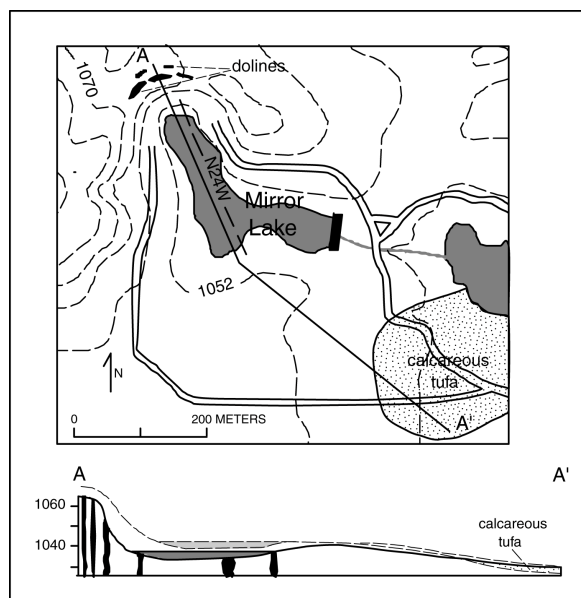 A
dolines
1070
N24W
Mirror
Lake
1052
N
calcareous
tufa
0
200 METERS
A'
A
A'
1060
1040
calcareous
tufa